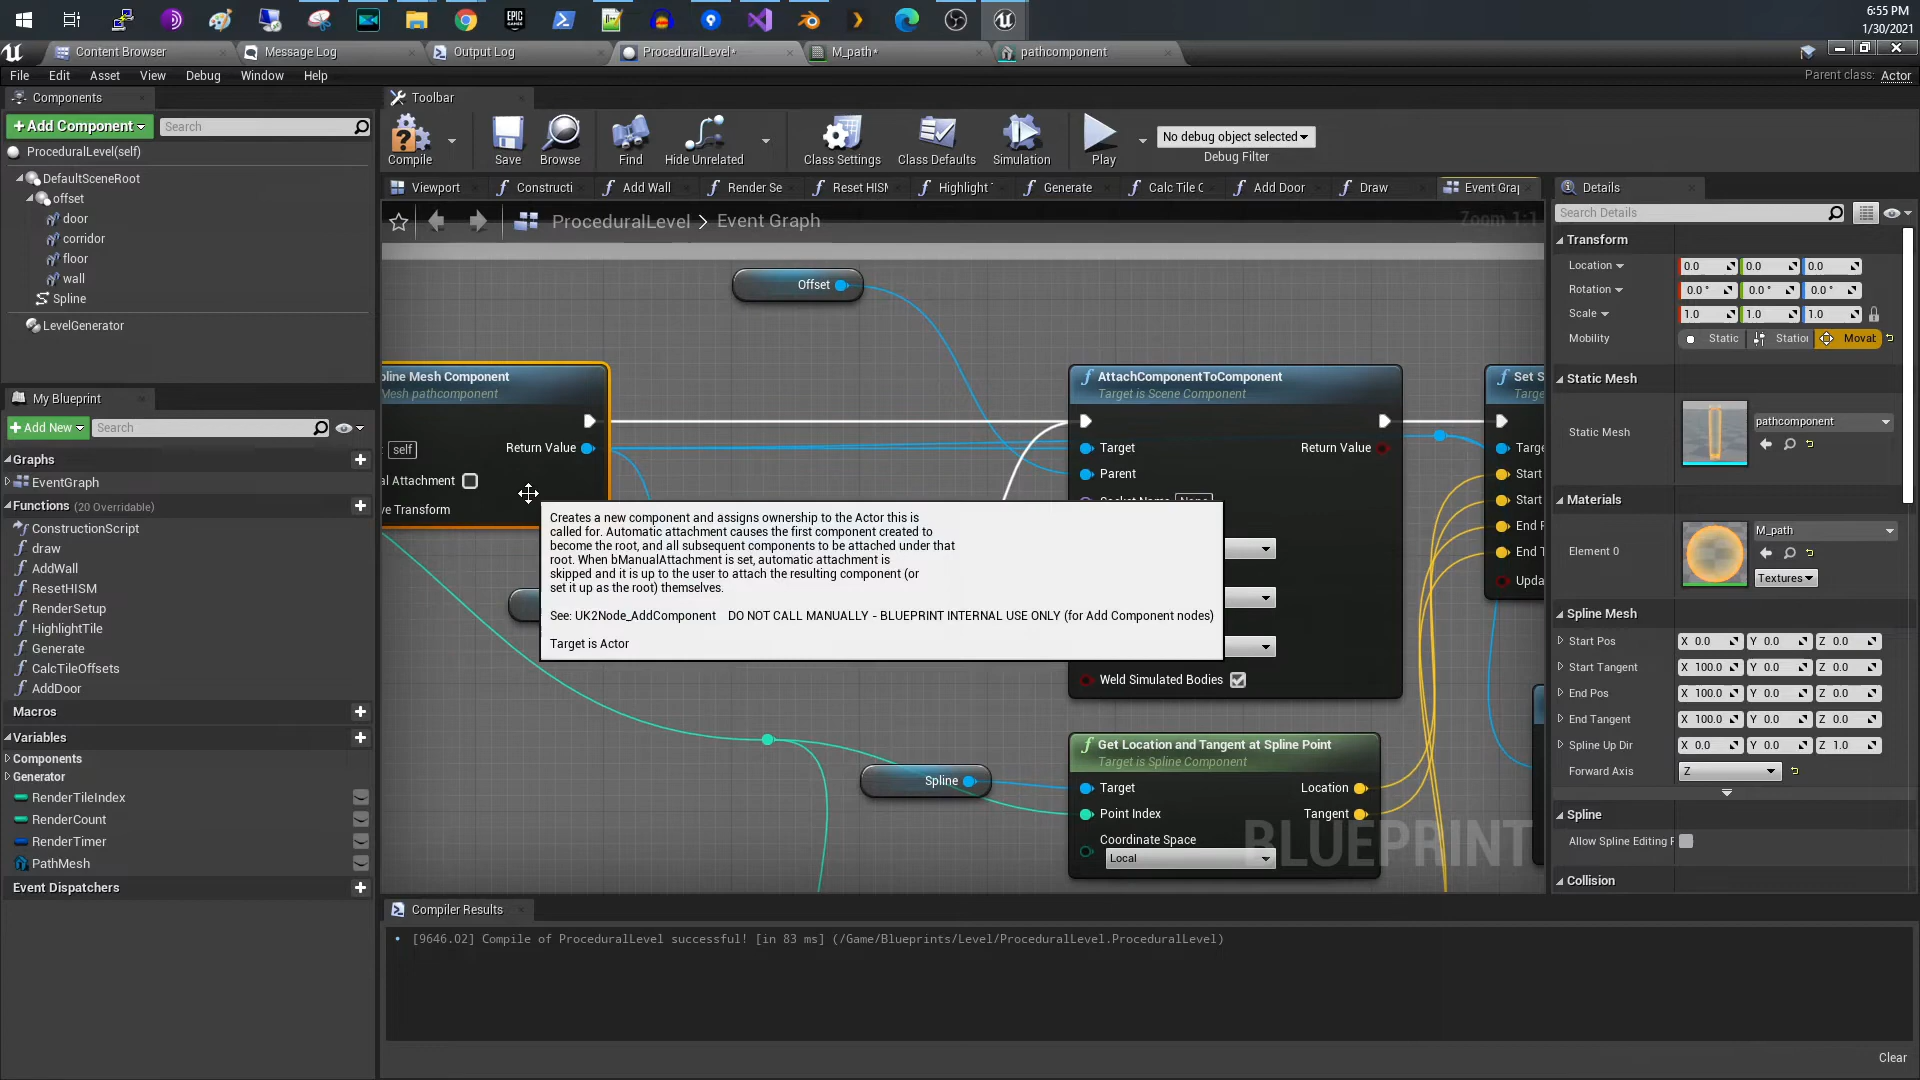 6:55 PM
1/30/2021
Content Browser
Message Log
Output Log
ProceduralLevel*
M_path*
pathcomponent
File Edit Asset View Debug Window Help
Parent class: Actor
Components
Toolbar
+ Add Component
Search
Compile
Save
Browse
Find
Hide Unrelated
Class Settings
Class Defaults
Simulation
Play
No debug object selected
Debug Filter
ProceduralLevel(self)
DefaultSceneRoot
offset
door
corridor
floor
wall
Spline
LevelGenerator
Viewport
Constructi
Add Wall
Render Se
Reset HISM
Highlight
Generate
Calc Tile
Add Door
Draw
Event Gra
ProceduralLevel > Event Graph
Zoom 1:1
Offset
pline Mesh Component
Mesh pathcomponent
self
Return Value
al Attachment
ve Transform
AttachComponentToComponent
Target is Scene Component
Target
Return Value
Parent
Weld Simulated Bodies
Set S
Targe
Targe
Start
Start
End
End T
Upda
Creates a new component and assigns ownership to the Actor this is
called for. Automatic attachment causes the first component created to
become the root, and all subsequent components to be attached under that
root. When bManualAttachment is set, automatic attachment is
skipped and it is up to the user to attach the resulting component (or
set it up as the root) themselves.
See: UK2Node_AddComponent DO NOT CALL MANUALLY - BLUEPRINT INTERNAL USE ONLY (for Add Component nodes)
Target is Actor
Spline
Get Location and Tangent at Spline Point
Target is Spline Component
Target
Location
Point Index
Tangent
Coordinate Space
Local
BLUEPRINT
My Blueprint
+ Add New
Search
Graphs
EventGraph
Functions (20 Overridable)
ConstructionScript
draw
AddWall
ResetHISM
RenderSetup
HighlightTile
Generate
CalcTileOffsets
AddDoor
Macros
Variables
Components
Generator
RenderTileIndex
RenderCount
RenderTimer
PathMesh
Event Dispatchers
Details
Search Details
Transform
Location 0.0 0.0 0.0
Rotation 0.0 ° 0.0 ° 0.0 °
Scale 1.0 1.0 1.0
Mobility Static Station Movab
Static Mesh
Static Mesh
pathcomponent
Materials
Element 0
M_path
Textures
Spline Mesh
Start Pos X 0.0 Y 0.0 Z 0.0
Start Tangent X 100.0 Y 0.0 Z 0.0
End Pos X 100.0 Y 0.0 Z 0.0
End Tangent X 100.0 Y 0.0 Z 0.0
Spline Up Dir X 0.0 Y 0.0 Z 1.0
Forward Axis Z
Spline
Allow Spline Editing F
Collision
Compiler Results
• [9646.02] Compile of ProceduralLevel successful! [in 83 ms] (/Game/Blueprints/Level/ProceduralLevel.ProceduralLevel)
Clear